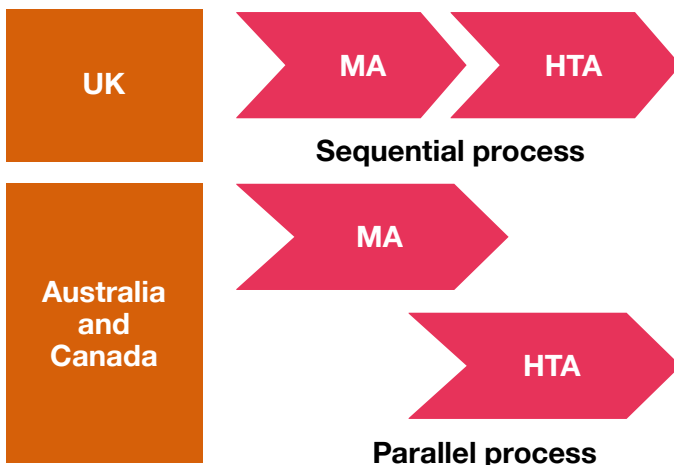 UK
MA
HTA
Sequential process
Australia
and
Canada
MA
HTA
Parallel process